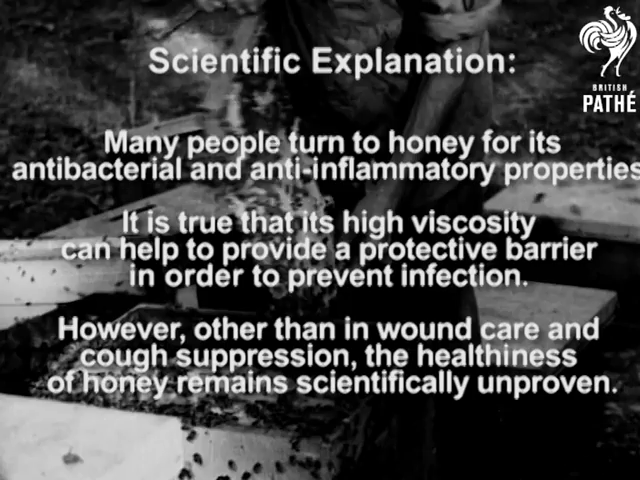 Scientific Explanation:
BRITISH
PATHÉ
Many people turn to honey for its
antibacterial and anti-inflammatory properties
It is true that its high viscosity
can help to provide a protective barrier
in order to prevent infection.
However, other than in wound care and
cough suppression, the healthiness
of honey remains scientifically unproven.